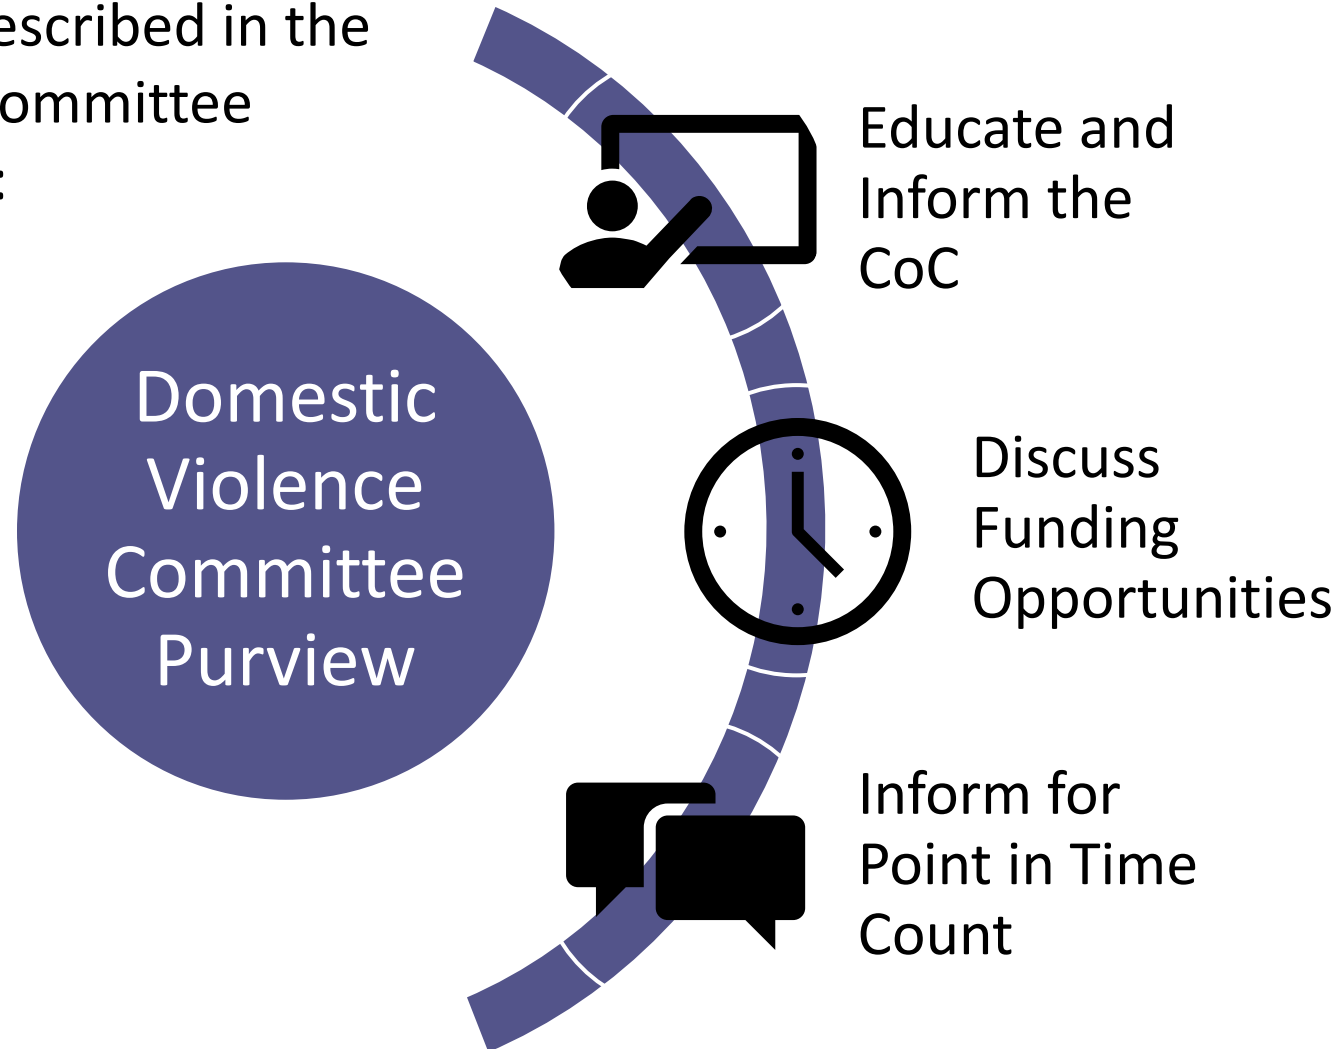 escribed in the
ommittee
:
Domestic
Violence
Committee
Purview
Educate and
Inform the
CoC
Discuss
Funding
Opportunities
Inform for
Point in Time
Count